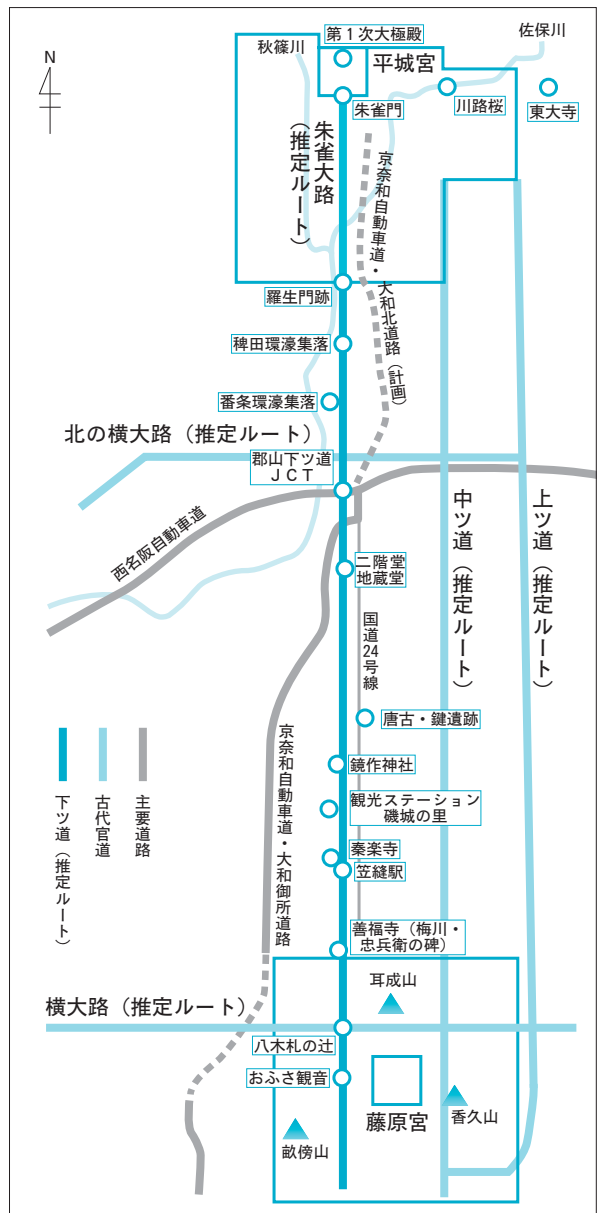 第1次大極殿
佐保川
秋篠川
平城宮
N
朱雀門
川路桜
東大寺
朱雀大路
(推定ルート)
京奈和自動車道・大和北道路(計画)
羅生門跡
稗田環濠集落
番条環濠集落
北の横大路(推定ルート)
郡山下ツ道
JCT
西名阪自動車道
中ツ道(推定ルート)
上ツ道(推定ルート)
二階堂
地蔵堂
国道24号線
唐古・鍵遺跡
下ツ道(推定ルート)
古代官道
主要道路
京奈和自動車道・大和御所道路
鏡作神社
観光ステーション
磯城の里
秦楽寺
笠縫駅
善福寺(梅川・
忠兵衛の碑)
耳成山
横大路(推定ルート)
八木札の辻
おふさ観音
藤原宮
香久山
畝傍山